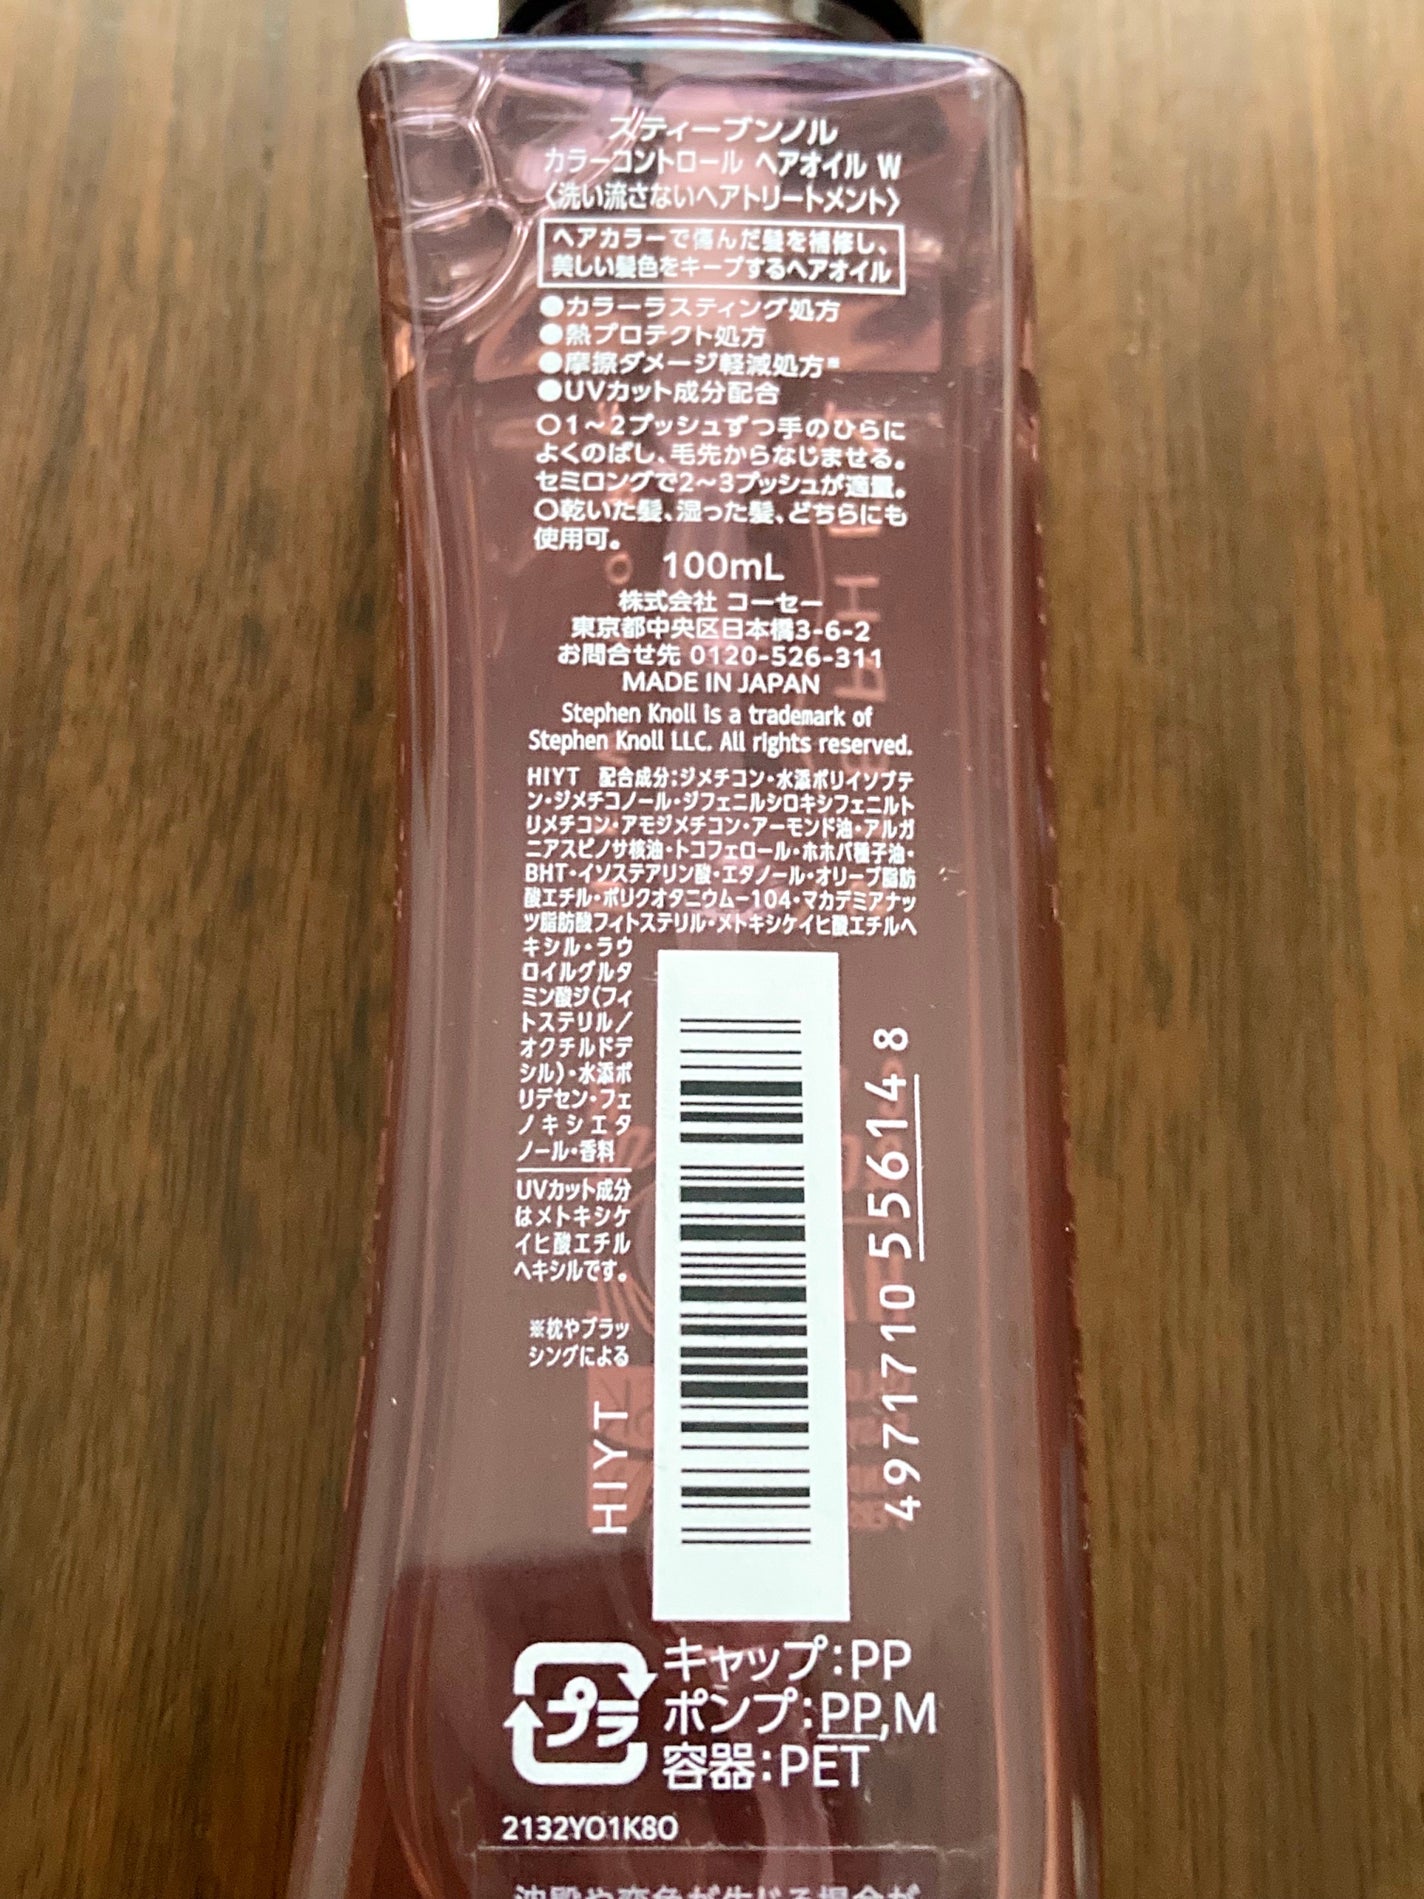 スティーブンノル
カラーコントロール ヘアオイル W
〈洗い流さないヘアトリートメント〉
ヘアカラーで傷んだ髪を補修し、
美しい髪色をキープするヘアオイル
●カラーラスティング処方
●熱プロテクト処方
●摩擦ダメージ軽減処方※
●UVカット成分配合
○1～2プッシュずつ手のひらに
よくのばし、毛先からなじませる。
セミロングで2～3プッシュが適量。
○乾いた髪、湿った髪、どちらにも
使用可。
100mL
株式会社 コーセー
東京都中央区日本橋3-6-2
お問合せ先 0120-526-311
MADE IN JAPAN
Stephen Knoll is a trademark of
Stephen Knoll LLC. All rights reserved.
HIYT 配合成分;ジメチコン・水添ポリイソブテ
ン・ジメチコノール・ジフェニルシロキシフェニルト
リメチコン・アモジメチコン・アーモンド油・アルガ
ニアスピノサ核油・トコフェロール・ホホバ種子油・
BHT・イソステアリン酸・エタノール・オリーブ脂肪
酸エチル・ポリクオタニウム－104・マカデミアナッ
ツ脂肪酸フィトステリル・メトキシケイヒ酸エチルヘ
キシル・ラウ
ロイルグルタ
ミン酸ジ(フィ
トステリル/
オクチルドデ
シル)・水添ポ
リデセン・フェ
ノキシエタ
ノール・香料
UVカット成分
はメトキシケ
イヒ酸エチル
ヘキシルです。
※枕やブラッ
シングによる
HIYT
4971710 556148
プラ
キャップ:PP
ポンプ:PP,M
容器:PET
2132YO1K8O